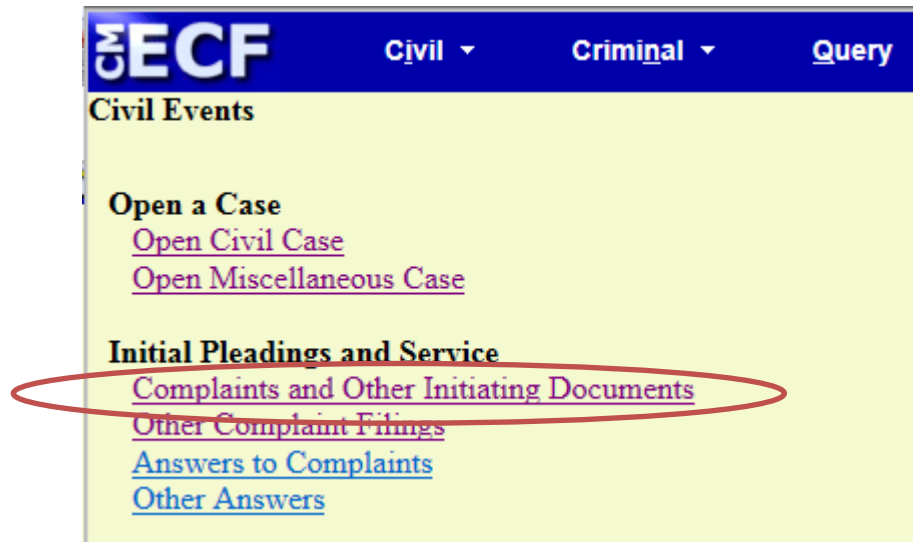 CM ECF Civil Criminal Query
Civil Events
Open a Case
Open Civil Case
Open Miscellaneous Case
Initial Pleadings and Service
Complaints and Other Initiating Documents
Other Complaint Filings
Answers to Complaints
Other Answers